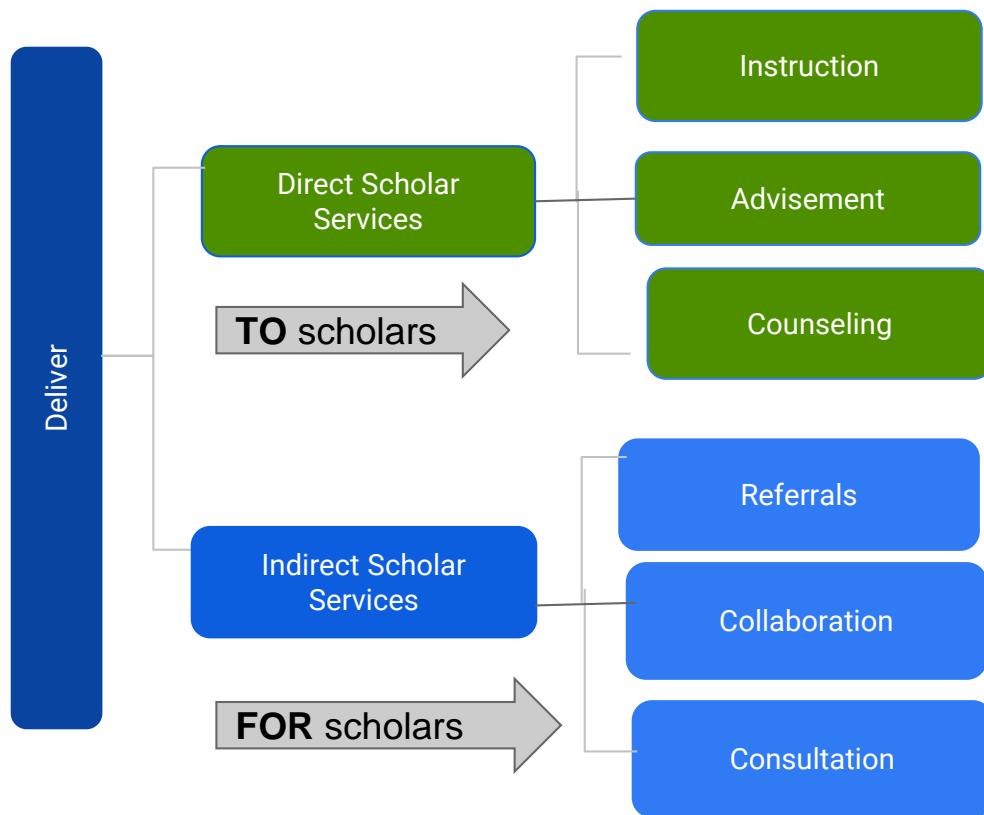 Deliver
Direct Scholar
Services
TO scholars
Instruction
Advisement
Counseling
Indirect Scholar
Services
FOR scholars
Referrals
Collaboration
Consultation